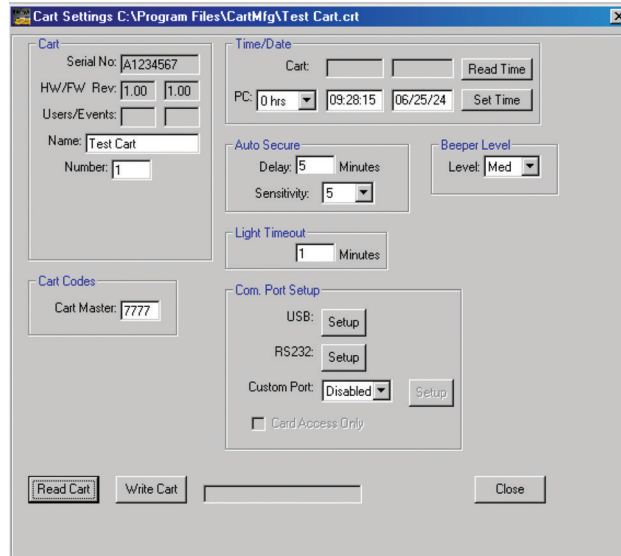 Cart Settings C:\Program Files\CartMfg\Test Cart.crt
Cart
Serial No: A1234567
HW/FW Rev: 1.00 1.00
Users/Events:
Name: Test Cart
Number: 1
Time/Date
Cart: Read Time
PC: 0 hrs 09:28:15 06/25/24 Set Time
Auto Secure
Delay: 5 Minutes
Sensitivity: 5
Beeper Level
Level: Med
Light Timeout
1 Minutes
Cart Codes
Cart Master: 7777
Com. Port Setup
USB: Setup
RS232: Setup
Custom Port: Disabled Setup
Card Access Only
Read Cart Write Cart Close